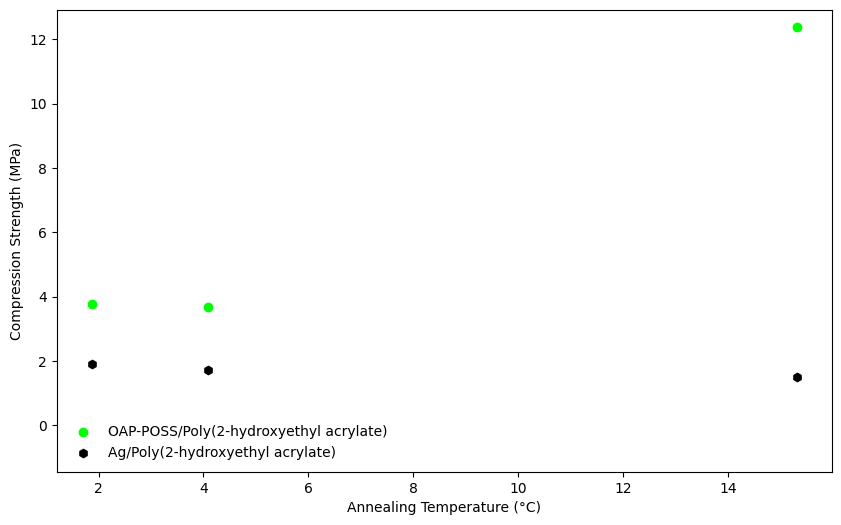 12
10
8
6
4
2
0
Compression Strength (MPa)
OAP-POSS/Poly(2-hydroxyethyl acrylate)
Ag/Poly(2-hydroxyethyl acrylate)
2 4 6 8 10 12 14
Annealing Temperature (°C)